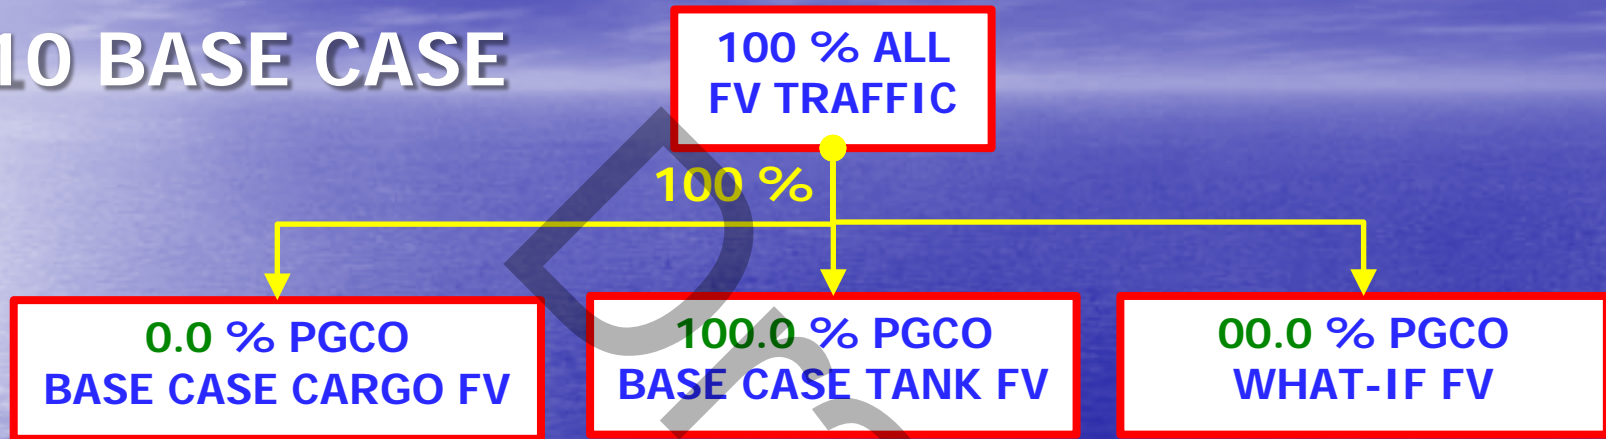 10 BASE CASE
100 % ALL
FV TRAFFIC
100 %
0.0 % PGCO
BASE CASE CARGO FV
100.0 % PGCO
BASE CASE TANK FV
00.0 % PGCO
WHAT-IF FV